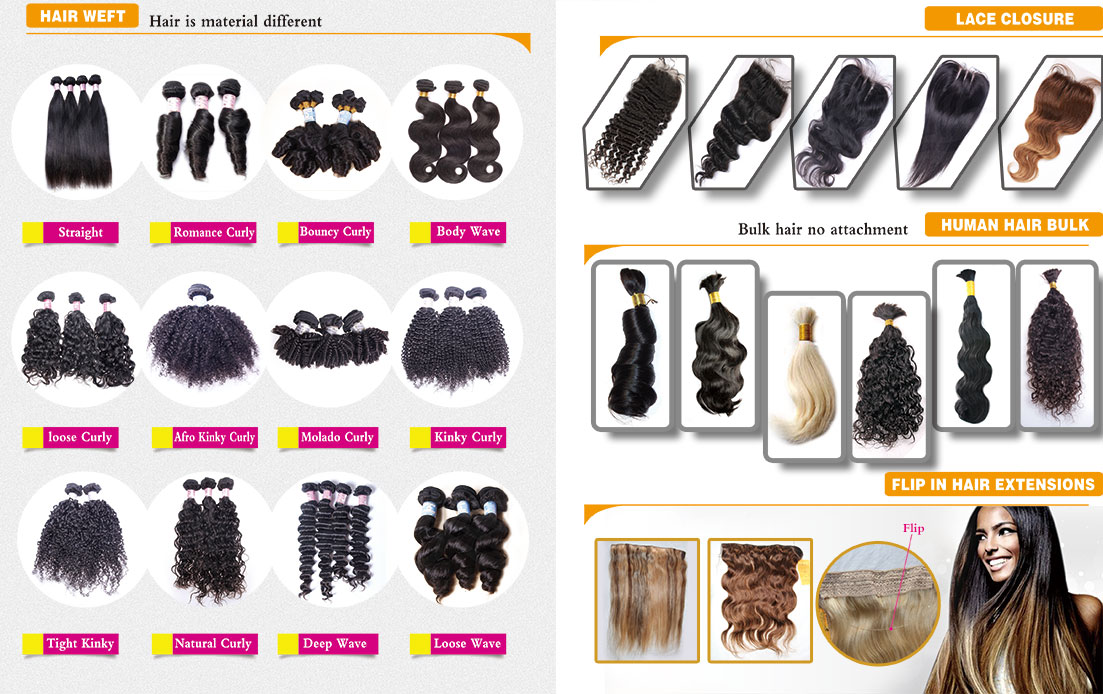 HAIR WEFT
Hair is material different
Straight
Romance Curly
Bouncy Curly
Body Wave
loose Curly
Afro Kinky Curly
Molado Curly
Kinky Curly
Tight Kinky
Natural Curly
Deep Wave
Loose Wave
LACE CLOSURE
Bulk hair no attachment
HUMAN HAIR BULK
FLIP IN HAIR EXTENSIONS
Flip